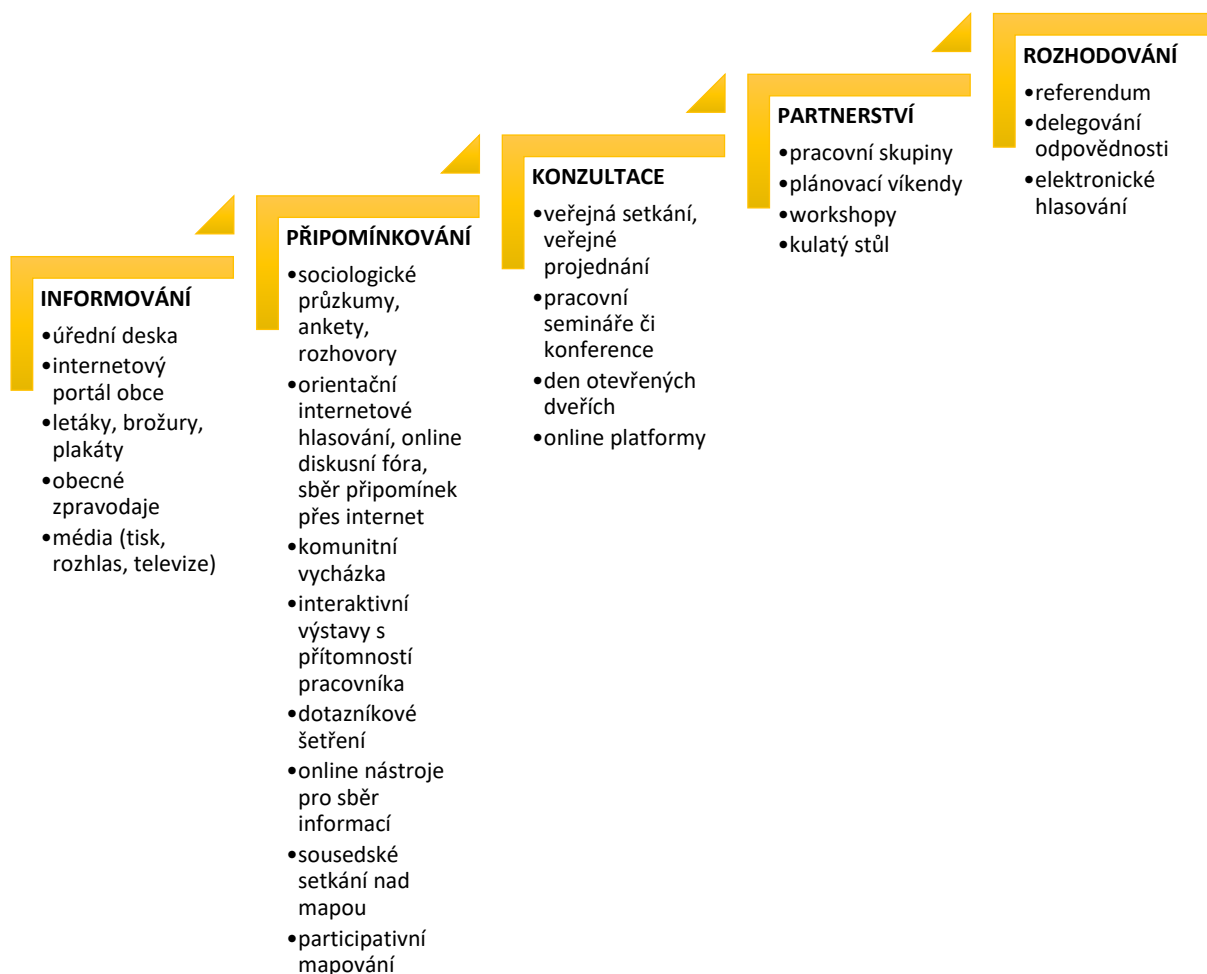 INFORMOVÁNÍ
•úřední deska
•internetový
portál obce
•letáky, brožury,
plakáty
•obecné
zpravodaje
•média (tisk,
rozhlas, televize)
PŘIPOMÍNKOVÁNÍ
•sociologické
průzkumy,
ankety,
rozhovory
•orientační
internetové
hlasování, online
diskusní fóra,
sběr připomínek
přes internet
•komunitní
vycházka
•interaktivní
výstavy s
přítomností
pracovníka
•dotazníkové
šetření
•online nástroje
pro sběr
informací
•sousedské
setkání nad
mapou
•participativní
mapování
KONZULTACE
•veřejná setkání,
veřejné
projednání
•pracovní
semináře či
konference
•den otevřených
dveřích
•online platformy
PARTNERSTVÍ
•pracovní skupiny
•plánovací víkendy
•workshopy
•kulatý stůl
ROZHODOVÁNÍ
•referendum
•delegování
odpovědnosti
•elektronické
hlasování